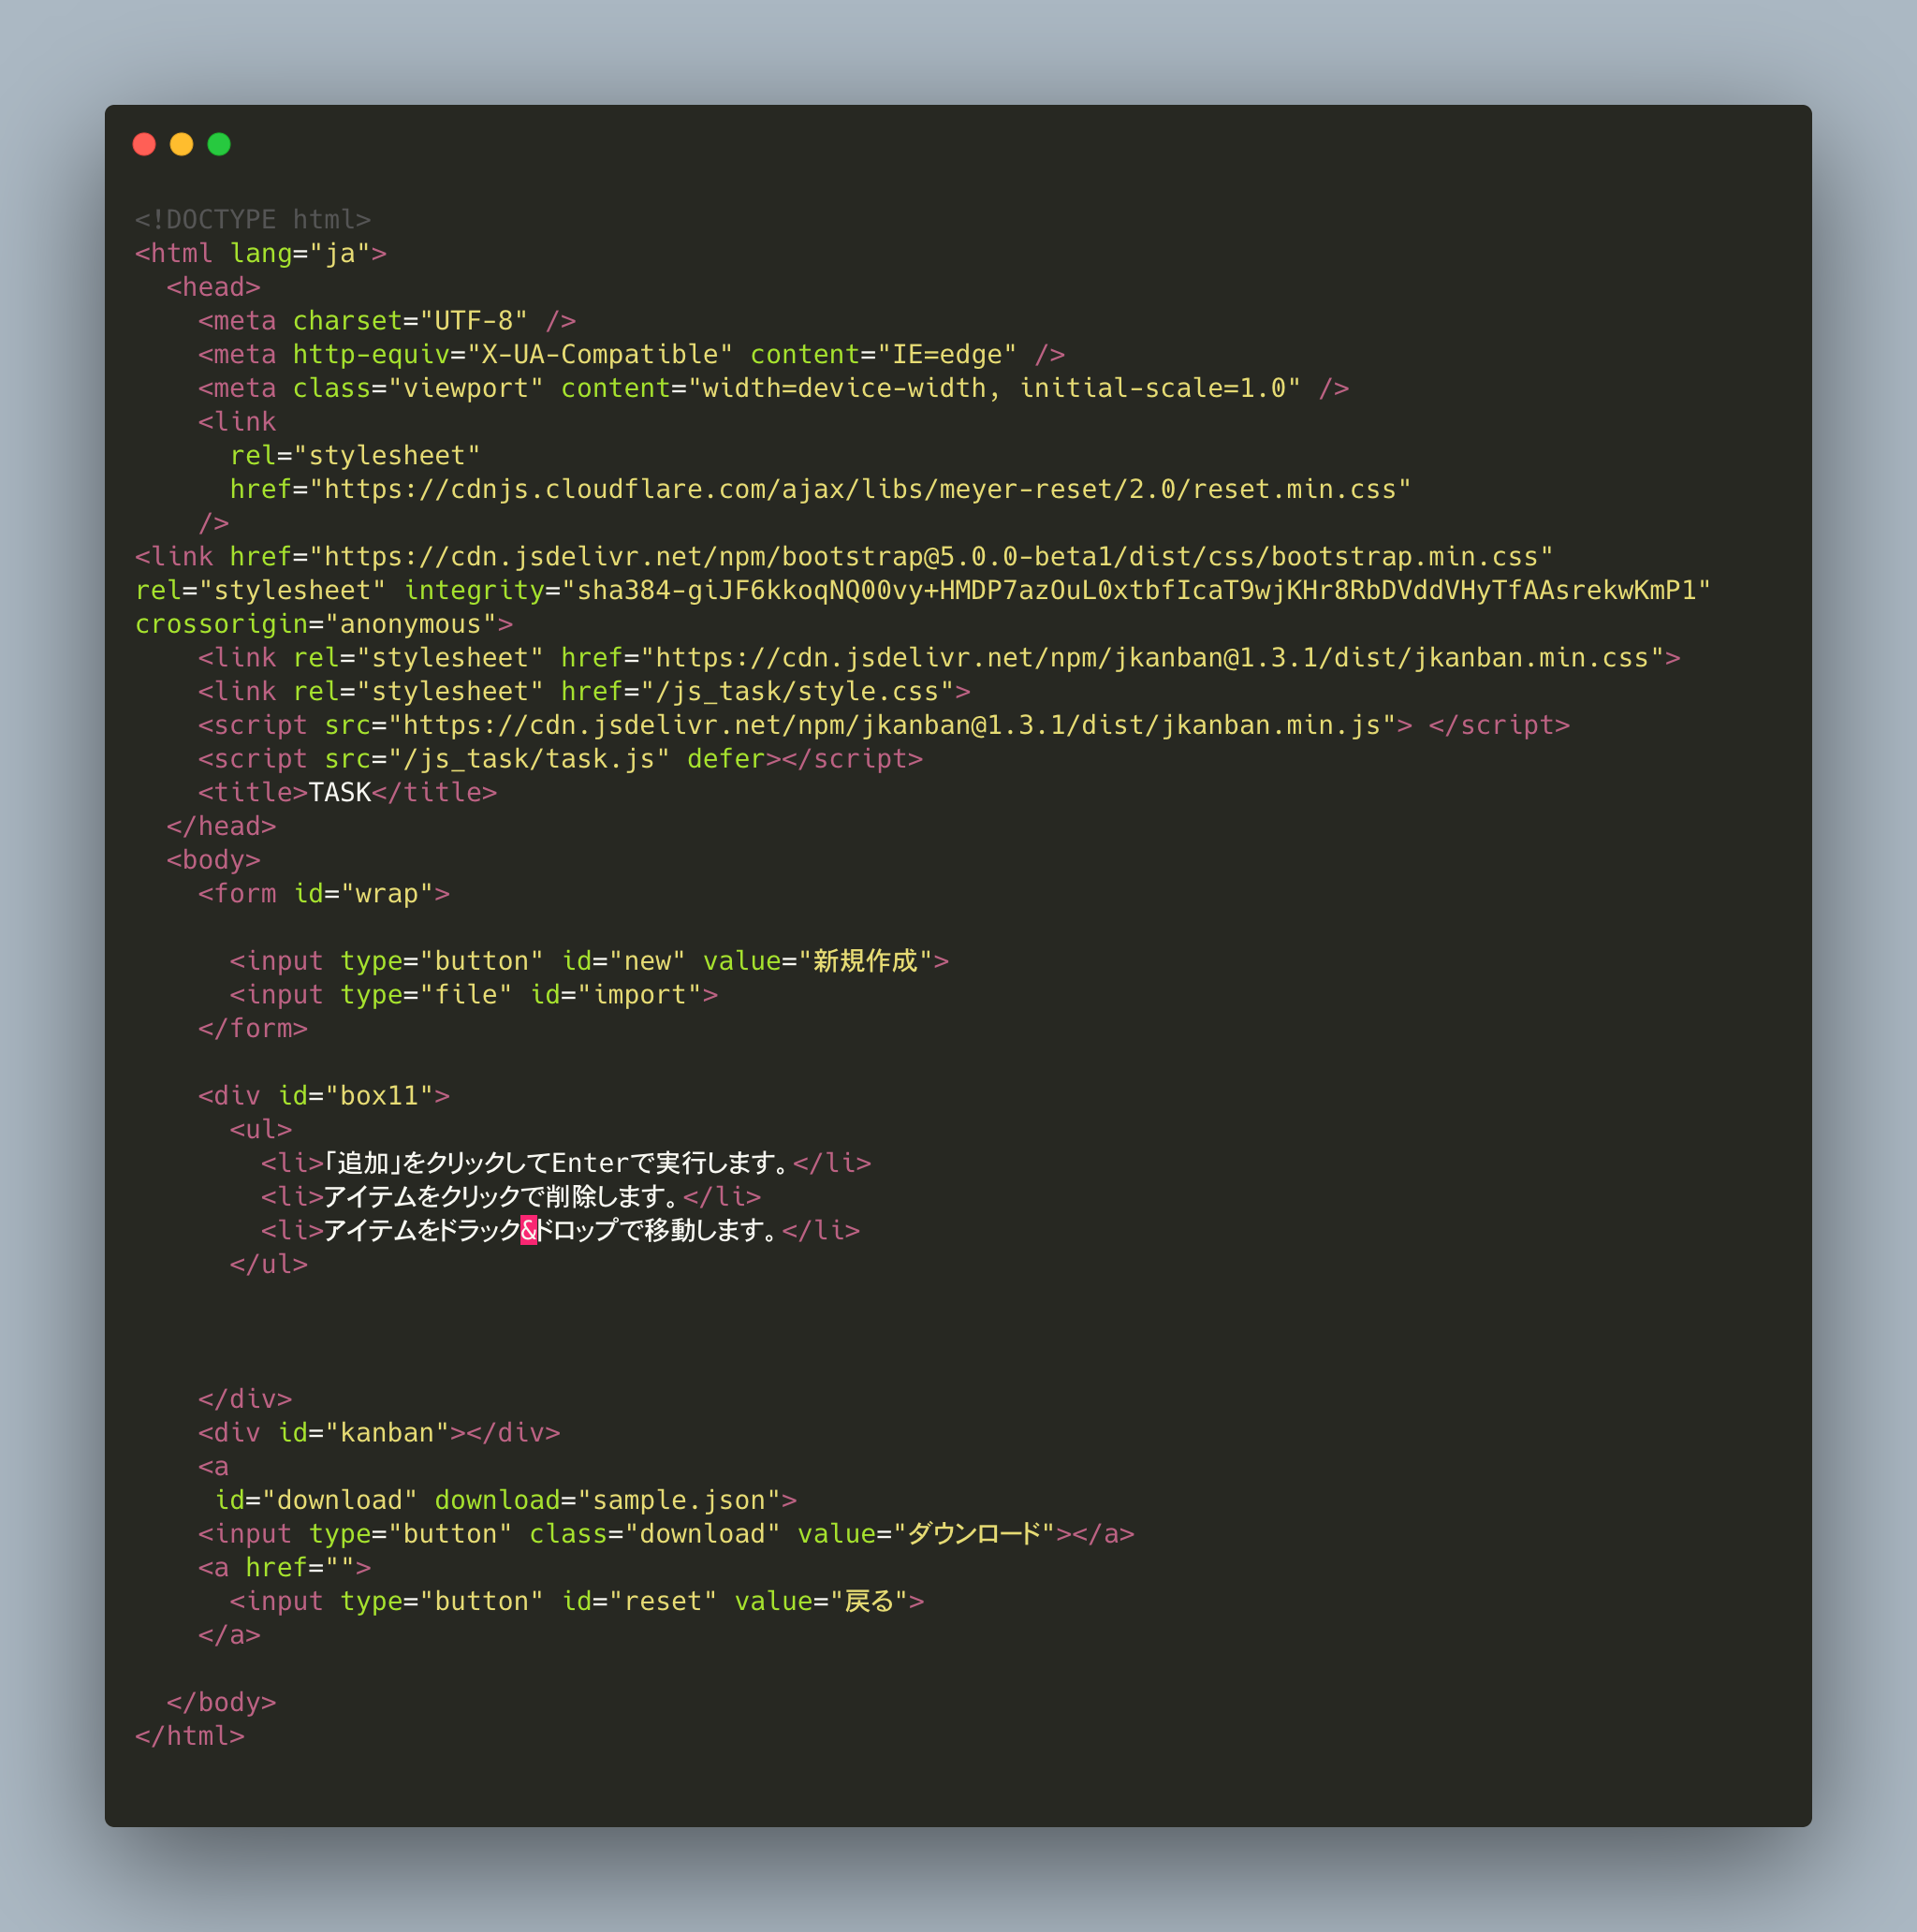 <!DOCTYPE html>
<html lang="ja">
  <head>
    <meta charset="UTF-8" />
    <meta http-equiv="X-UA-Compatible" content="IE=edge" />
    <meta class="viewport" content="width=device-width, initial-scale=1.0" />
    <link
      rel="stylesheet"
      href="https://cdnjs.cloudflare.com/ajax/libs/meyer-reset/2.0/reset.min.css"
    />
<link href="https://cdn.jsdelivr.net/npm/bootstrap@5.0.0-beta1/dist/css/bootstrap.min.css"
rel="stylesheet" integrity="sha384-giJF6kkoqNQ00vy+HMDP7azOuL0xtbfIcaT9wjKHr8RbDVddVHyTfAAsrekwKmP1"
crossorigin="anonymous">
    <link rel="stylesheet" href="https://cdn.jsdelivr.net/npm/jkanban@1.3.1/dist/jkanban.min.css">
    <link rel="stylesheet" href="/js_task/style.css">
    <script src="https://cdn.jsdelivr.net/npm/jkanban@1.3.1/dist/jkanban.min.js"> </script>
    <script src="/js_task/task.js" defer></script>
    <title>TASK</title>
  </head>
  <body>
    <form id="wrap">
      <input type="button" id="new" value="新規作成">
      <input type="file" id="import">
    </form>
    <div id="box11">
      <ul>
        <li>「追加」をクリックしてEnterで実行します。</li>
        <li>アイテムをクリックで削除します。</li>
        <li>アイテムをドラック&ドロップで移動します。</li>
      </ul>
    </div>
    <div id="kanban"></div>
    <a
     id="download" download="sample.json">
    <input type="button" class="download" value="ダウンロード"></a>
    <a href="">
      <input type="button" id="reset" value="戻る">
    </a>
  </body>
</html>